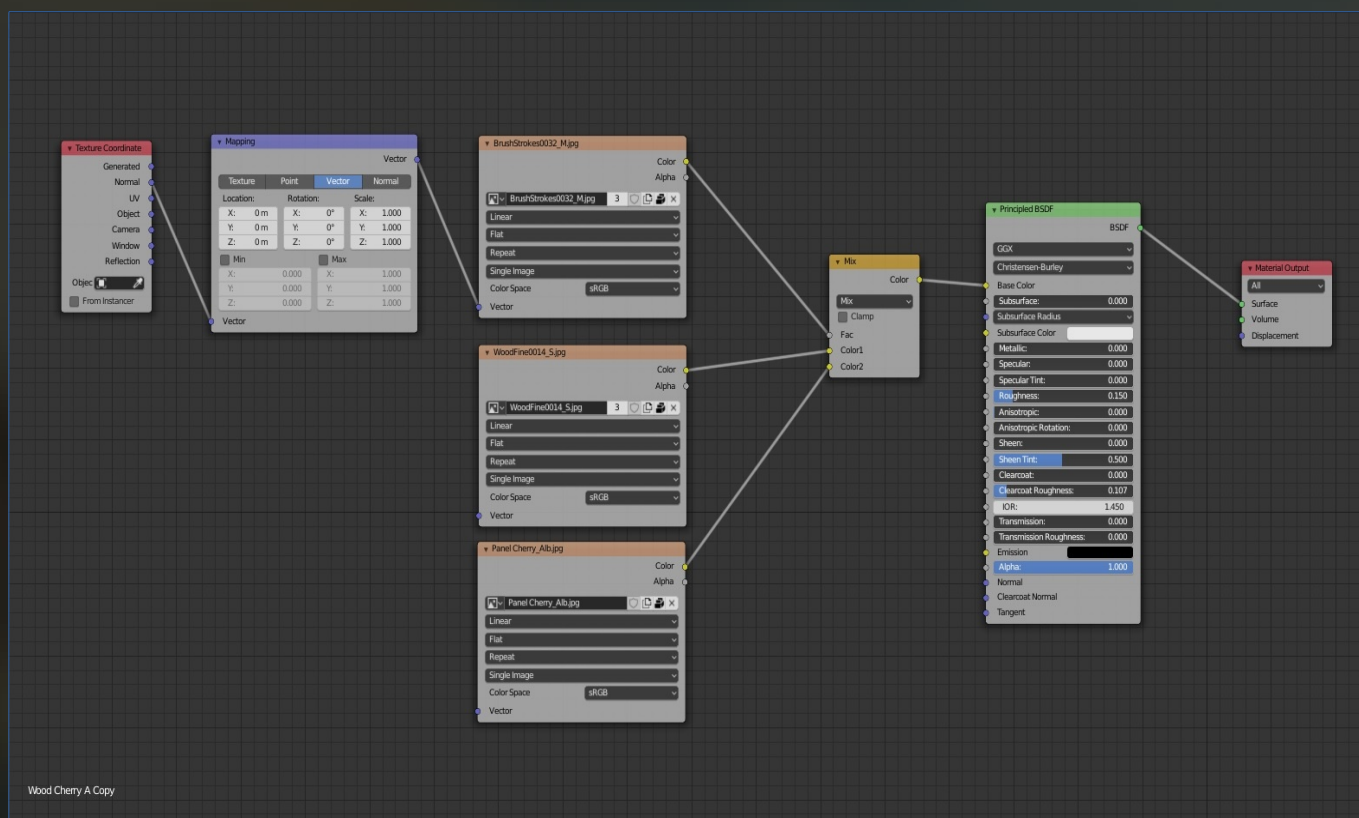 Texture Coordinate
Generated
Normal
UV
Object
Camera
Window
Reflection
Objec
From Instancer
Mapping
Vector
Texture Point Vector Normal
Location: Rotation: Scale:
X: 0 m X: 0° X: 1.000
Y: 0 m Y: 0° Y: 1.000
Z: 0 m Z: 0° Z: 1.000
Min Max
X: 0.000 X: 1.000
Y: 0.000 Y: 1.000
Z: 0.000 Z: 1.000
Vector
BrushStrokes0032_M.jpg
Color
Alpha
BrushStrokes0032_M.jpg 3
Linear
Flat
Repeat
Single Image
Color Space sRGB
Vector
WoodFine0014_S.jpg
Color
Alpha
WoodFine0014_S.jpg 3
Linear
Flat
Repeat
Single Image
Color Space sRGB
Vector
Panel Cherry_Alb.jpg
Color
Alpha
Panel Cherry_Alb.jpg
Linear
Flat
Repeat
Single Image
Color Space sRGB
Vector
Mix
Color
Mix
Clamp
Fac
Color1
Color2
Principled BSDF
BSDF
GGX
Christensen-Burley
Base Color
Subsurface: 0.000
Subsurface Radius
Subsurface Color
Metallic: 0.000
Specular: 0.000
Specular Tint: 0.000
Roughness: 0.150
Anisotropic: 0.000
Anisotropic Rotation: 0.000
Sheen: 0.000
Sheen Tint: 0.500
Clearcoat: 0.000
Clearcoat Roughness: 0.107
IOR: 1.450
Transmission: 0.000
Transmission Roughness: 0.000
Emission
Alpha: 1.000
Normal
Clearcoat Normal
Tangent
Material Output
All
Surface
Volume
Displacement
Wood Cherry A Copy